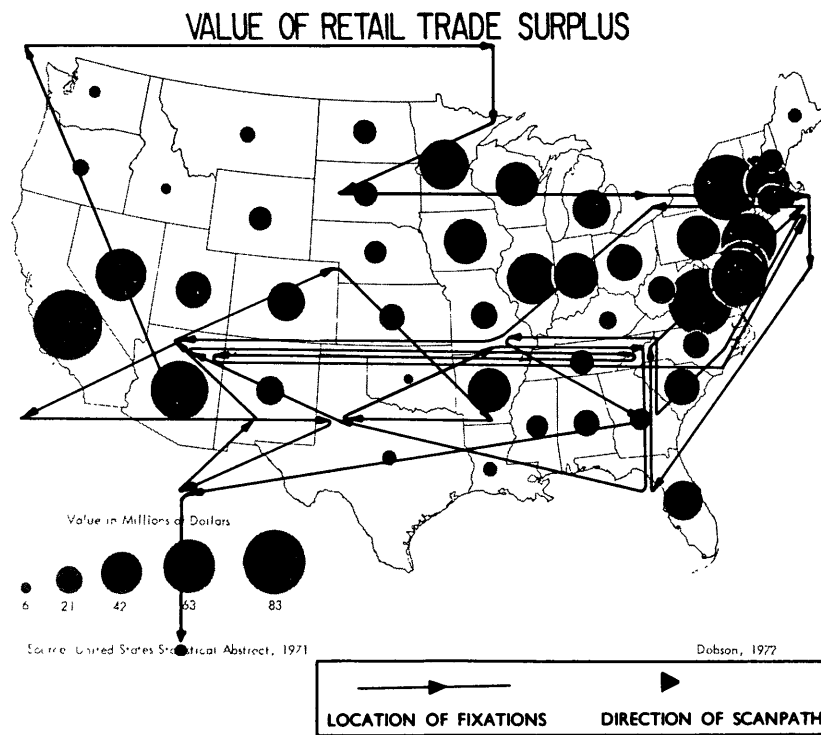 VALUE OF RETAIL TRADE SURPLUS
Value in Millions of Dollars
6 21 42 63 83
Source: United States Statistical Abstract, 1971
Dobson, 1972
LOCATION OF FIXATIONS DIRECTION OF SCANPATH